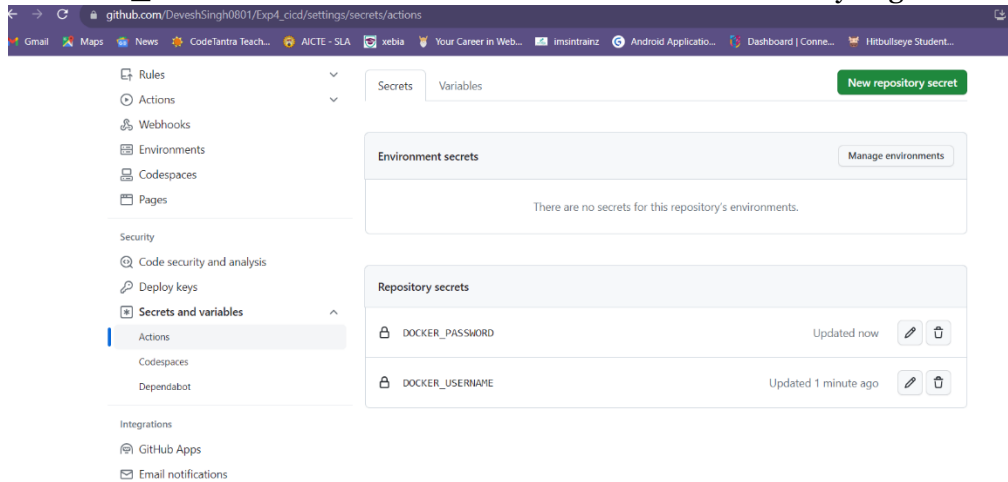 github.com/DeveshSingh0801/Exp4_cicd/settings/secrets/actions
Gmail Maps News CodeTantra Teach... AICTE - SLA xebia Your Career in Web... imsintrainz Android Applicatio... Dashboard | Conne... Hitbullseye Student...
Rules
Actions
Webhooks
Environments
Codespaces
Pages
Security
Code security and analysis
Deploy keys
Secrets and variables
Actions
Codespaces
Dependabot
Integrations
GitHub Apps
Email notifications
Secrets Variables New repository secret
Environment secrets Manage environments
There are no secrets for this repository's environments.
Repository secrets
DOCKER_PASSWORD Updated now
DOCKER_USERNAME Updated 1 minute ago